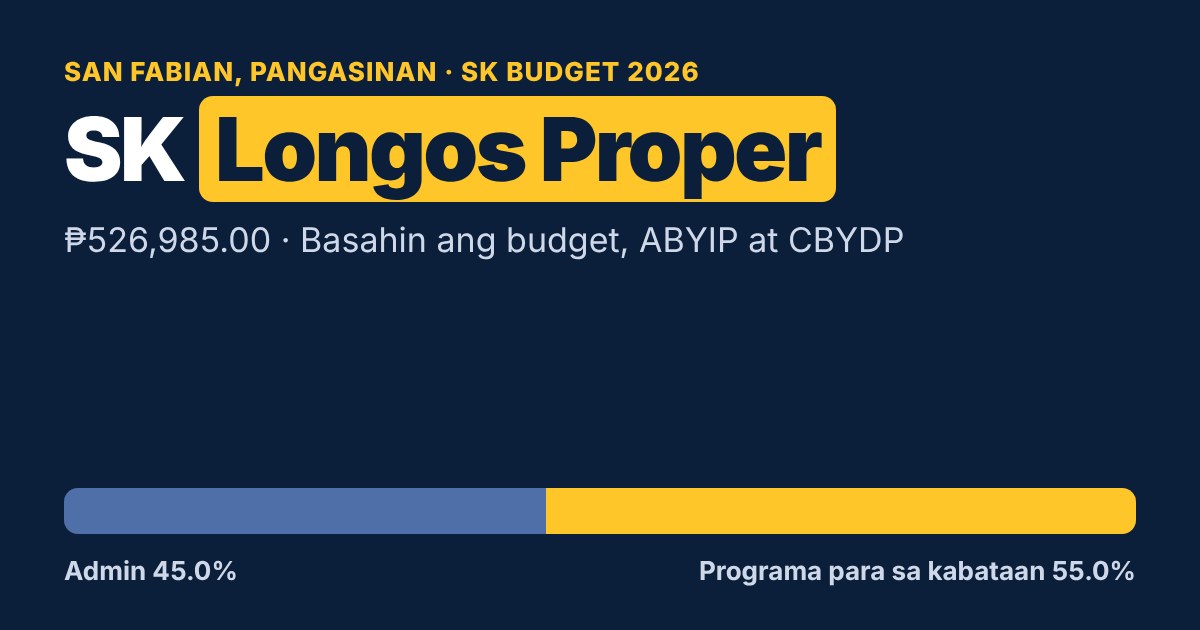 SAN FABIAN, PANGASINAN · SK BUDGET 2026
SK Longos Proper
₱526,985.00 · Basahin ang budget, ABYIP at CBYDP
Admin 45.0%
Programa para sa kabataan 55.0%